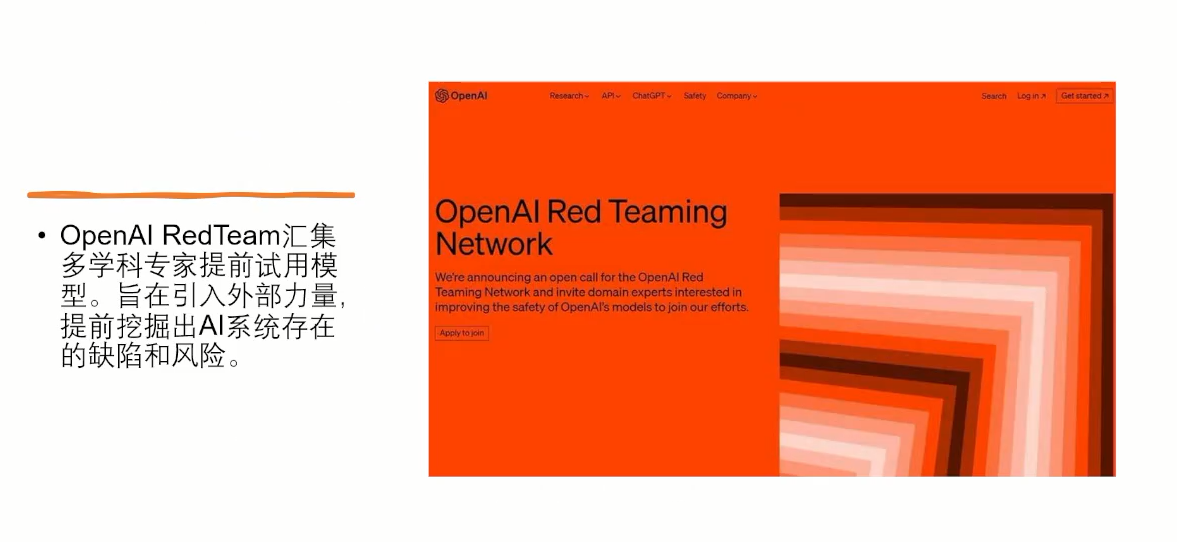 • OpenAI RedTeam汇集
多学科专家提前试用模
型。旨在引入外部力量，
提前挖掘出AI系统存在
的缺陷和风险。
OpenAI Research API ChatGPT Safety Company Search Log in ↗ Get started ↗
OpenAI Red Teaming
Network
We're announcing an open call for the OpenAI Red
Teaming Network and invite domain experts interested in
improving the safety of OpenAI's models to join our efforts.
Apply to join